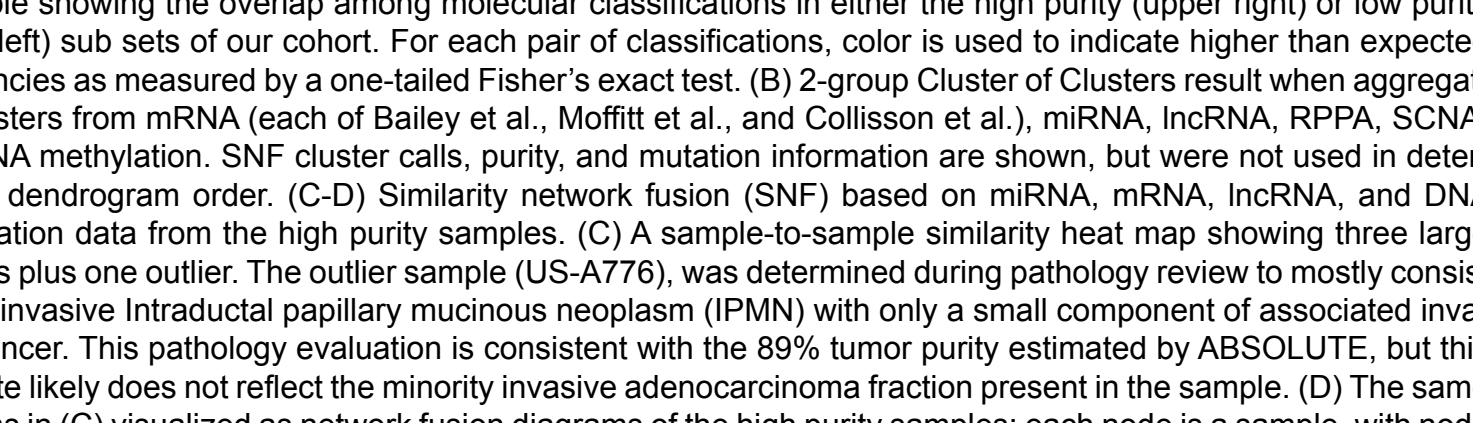 ble showing the overlap among molecular classifications in either the high purity (upper right) or low purit
left) sub sets of our cohort. For each pair of classifications, color is used to indicate higher than expecte
ncies as measured by a one-tailed Fisher’s exact test. (B) 2-group Cluster of Clusters result when aggregat
sters from mRNA (each of Bailey et al., Moffitt et al., and Collisson et al.), miRNA, lncRNA, RPPA, SCNA
NA methylation. SNF cluster calls, purity, and mutation information are shown, but were not used in deter
dendrogram order. (C-D) Similarity network fusion (SNF) based on miRNA, mRNA, lncRNA, and DNA
ation data from the high purity samples. (C) A sample-to-sample similarity heat map showing three larg
s plus one outlier. The outlier sample (US-A776), was determined during pathology review to mostly consis
invasive Intraductal papillary mucinous neoplasm (IPMN) with only a small component of associated inva
ncer. This pathology evaluation is consistent with the 89% tumor purity estimated by ABSOLUTE, but thi
te likely does not reflect the minority invasive adenocarcinoma fraction present in the sample. (D) The sam
s in (C) visualized as network fusion diagrams of the high purity samples; each node is a sample, with nod